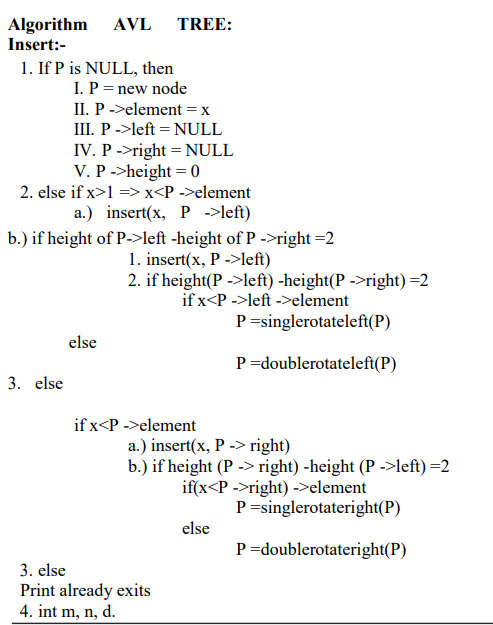 Algorithm AVL TREE:
Insert:-
1. If P is NULL, then
I. P = new node
II. P ->element = x
III. P ->left = NULL
IV. P ->right = NULL
V. P ->height = 0
2. else if x>1 => x<P ->element
a.) insert(x, P ->left)
b.) if height of P->left -height of P ->right =2
1. insert(x, P ->left)
2. if height(P ->left) -height(P ->right) =2
if x<P ->left ->element
P =singlerotateleft(P)
else
P =doublerotateleft(P)
3. else
if x<P ->element
a.) insert(x, P -> right)
b.) if height (P -> right) -height (P ->left) =2
if(x<P ->right) ->element
P =singlerotateright(P)
else
P =doublerotateright(P)
3. else
Print already exits
4. int m, n, d.